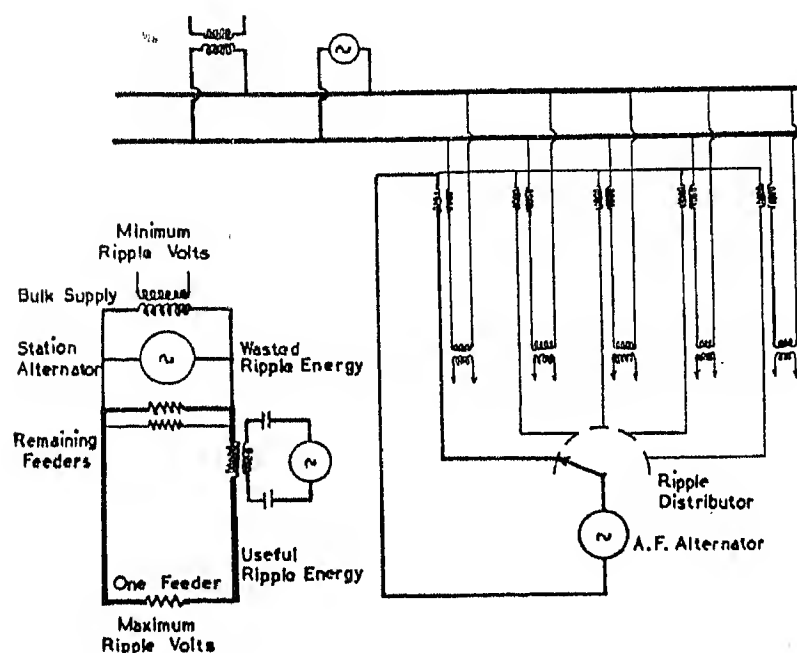 Minimum
Ripple Volts
Bulk Supply
Station
Alternator
Wasted
Ripple Energy
Remaining
Feeders
Useful
Ripple Energy
One Feeder
Maximum
Ripple Volts
Ripple
Distributor
A.F. Alternator